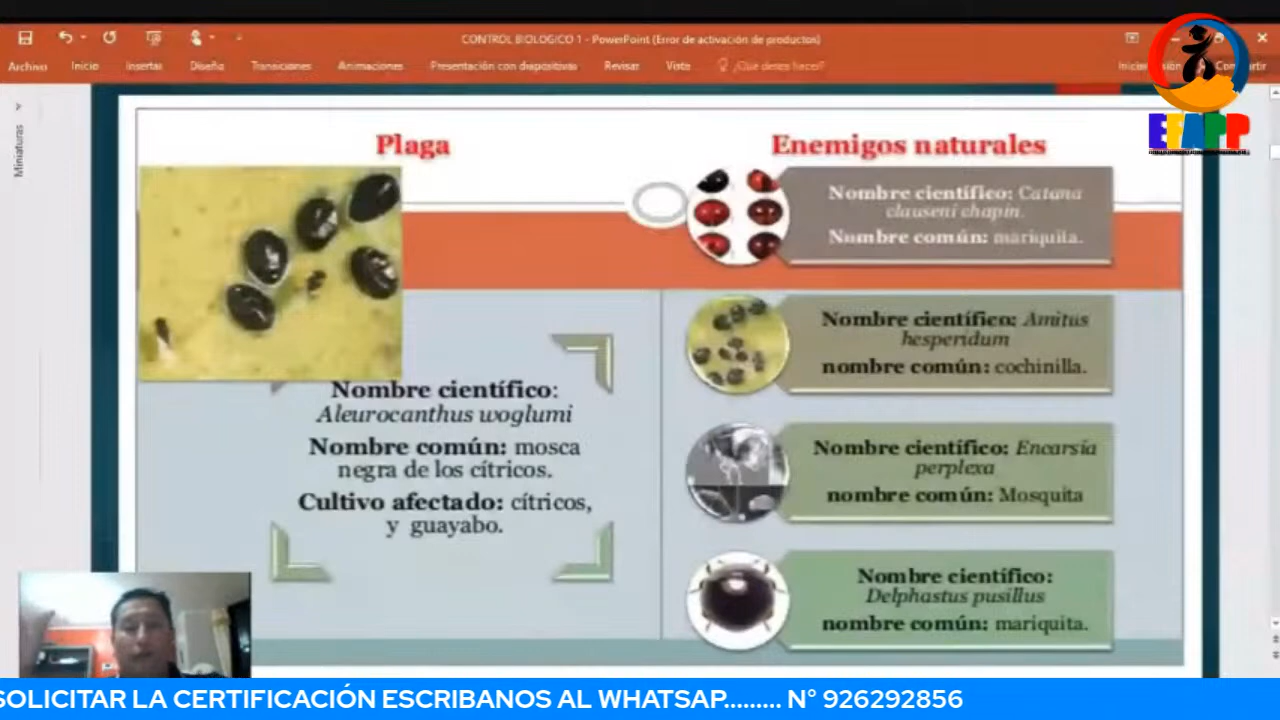 CONTROL BIOLOGICO 1 - PowerPoint (Error de activación de productos)
Archivo Inicio Insertar Diseño Transiciones Animaciones Presentación con diapositivas Revisar Vista ¿Qué desea hacer?
EFAPP
Miniaturas
Plaga
Enemigos naturales
Nombre científico: Catana
clauseni chapin.
Nombre común: mariquita.
Nombre científico: Amitus
hesperidum
nombre común: cochinilla.
Nombre científico:
Aleurocanthus woglumi
Nombre común: mosca
negra de los cítricos.
Cultivo afectado: cítricos,
y guayabo.
Nombre científico: Encarsia
perplexa
nombre común: Mosquita
Nombre científico:
Delphastus pusillus
nombre común: mariquita.
SOLICITAR LA CERTIFICACIÓN ESCRIBANOS AL WHATSAP......... N° 926292856